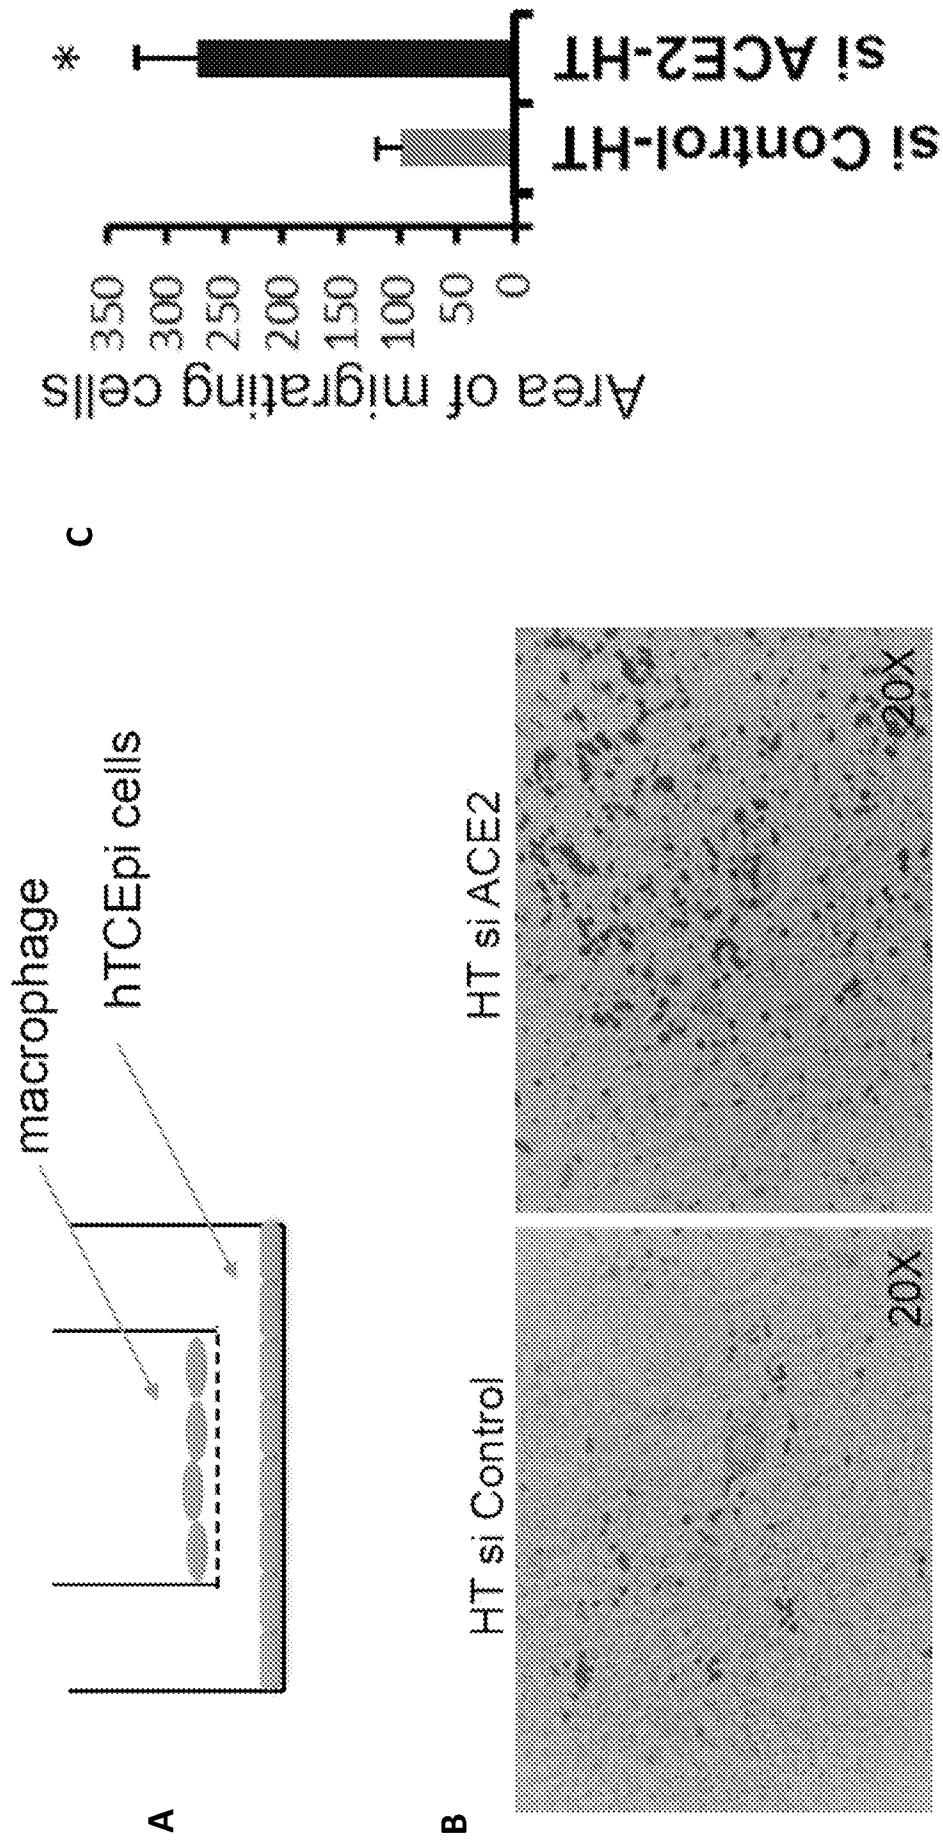 A
macrophage
hTCEpi cells
B
HT si Control
HT si ACE2
20X
20X
C
Area of migrating cells
350
300
250
200
150
100
50
0
*
si Control-HT
si ACE2-HT